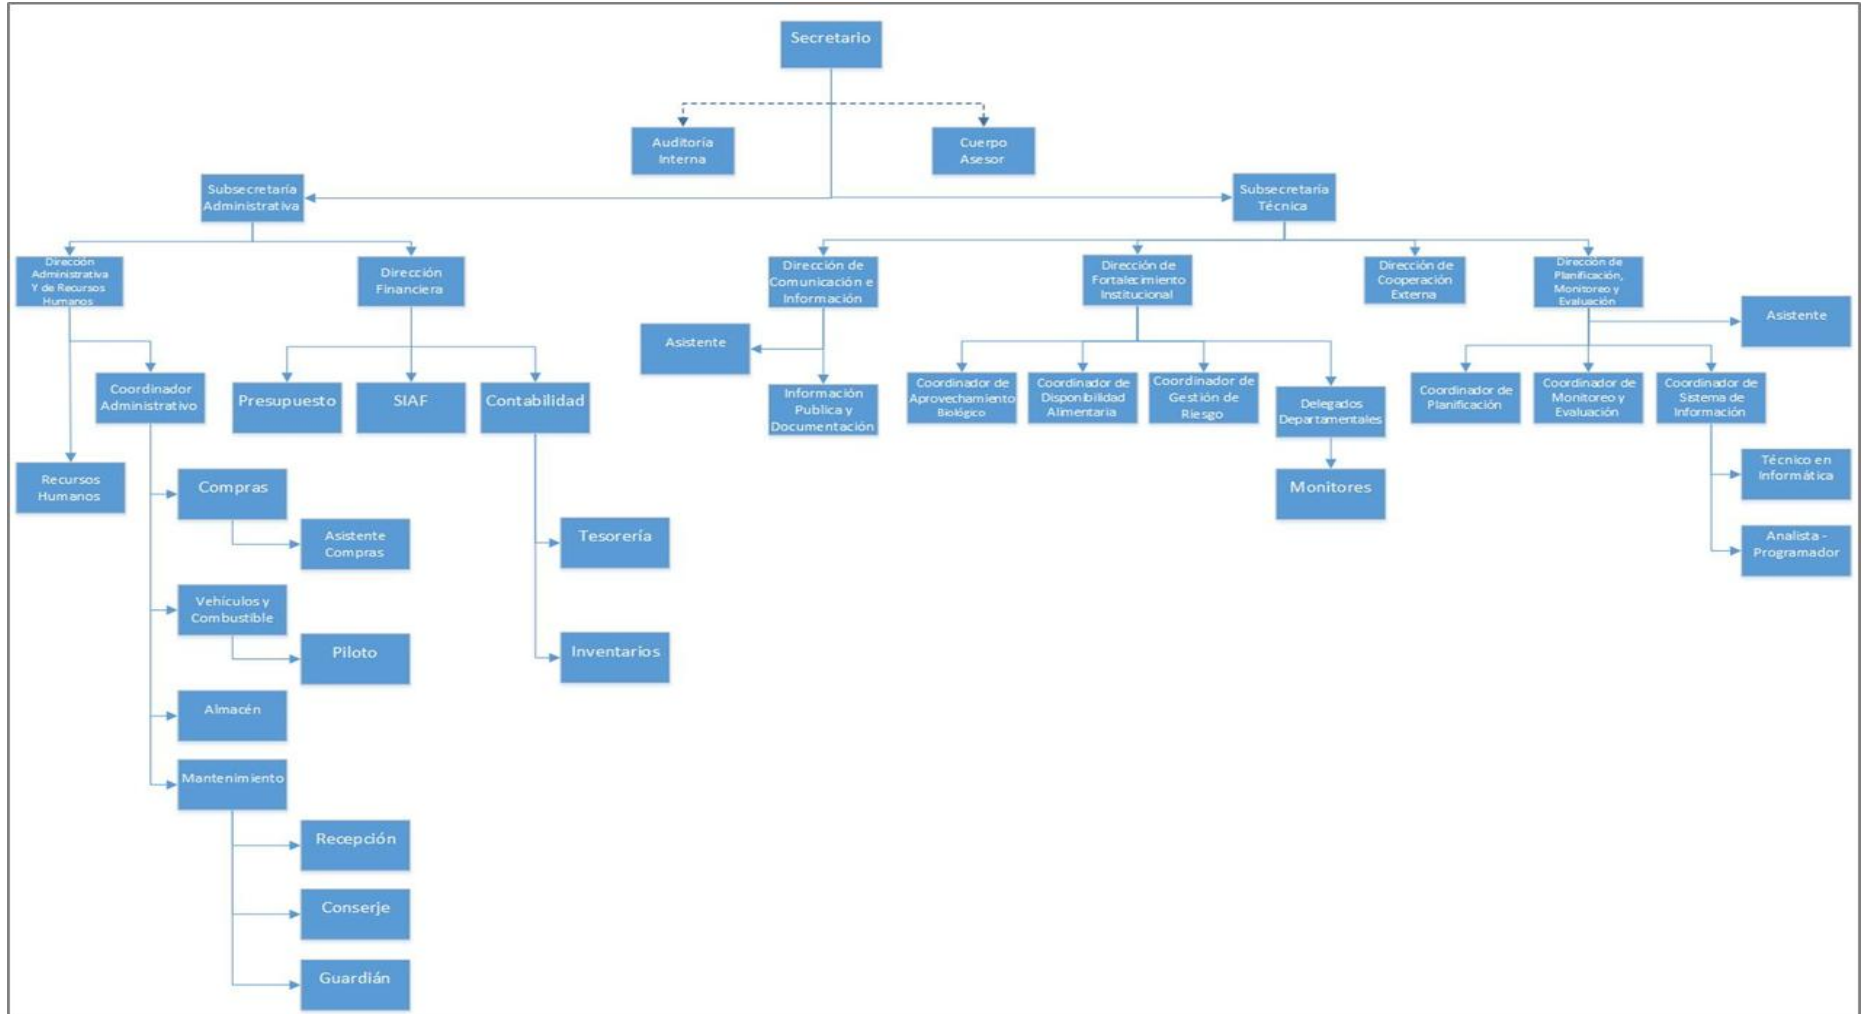 Secretario
Auditoría
Interna
Cuerpo
Asesor
Subsecretaría
Administrativa
Subsecretaría
Técnica
Dirección
Administrativa
Y de Recursos
Humanos
Dirección
Financiera
Dirección de
Comunicación e
Información
Dirección de
Fortalecimiento
Institucional
Dirección de
Cooperación
Externa
Dirección de
Planificación,
Monitoreo y
Evaluación
Asistente
Asistente
Coordinador
Administrativo
Presupuesto
SIAF
Contabilidad
Información
Publica y
Documentación
Coordinador de
Aprovechamiento
Biológico
Coordinador de
Disponibilidad
Alimentaria
Coordinador de
Gestión de
Riesgo
Delegados
Departamentales
Coordinador de
Planificación
Coordinador de
Monitoreo y
Evaluación
Coordinador de
Sistema de
Información
Recursos
Humanos
Compras
Monitores
Técnico en
Informática
Asistente
Compras
Tesorería
Analista -
Programador
Vehículos y
Combustible
Piloto
Inventarios
Almacén
Mantenimiento
Recepción
Conserje
Guardián